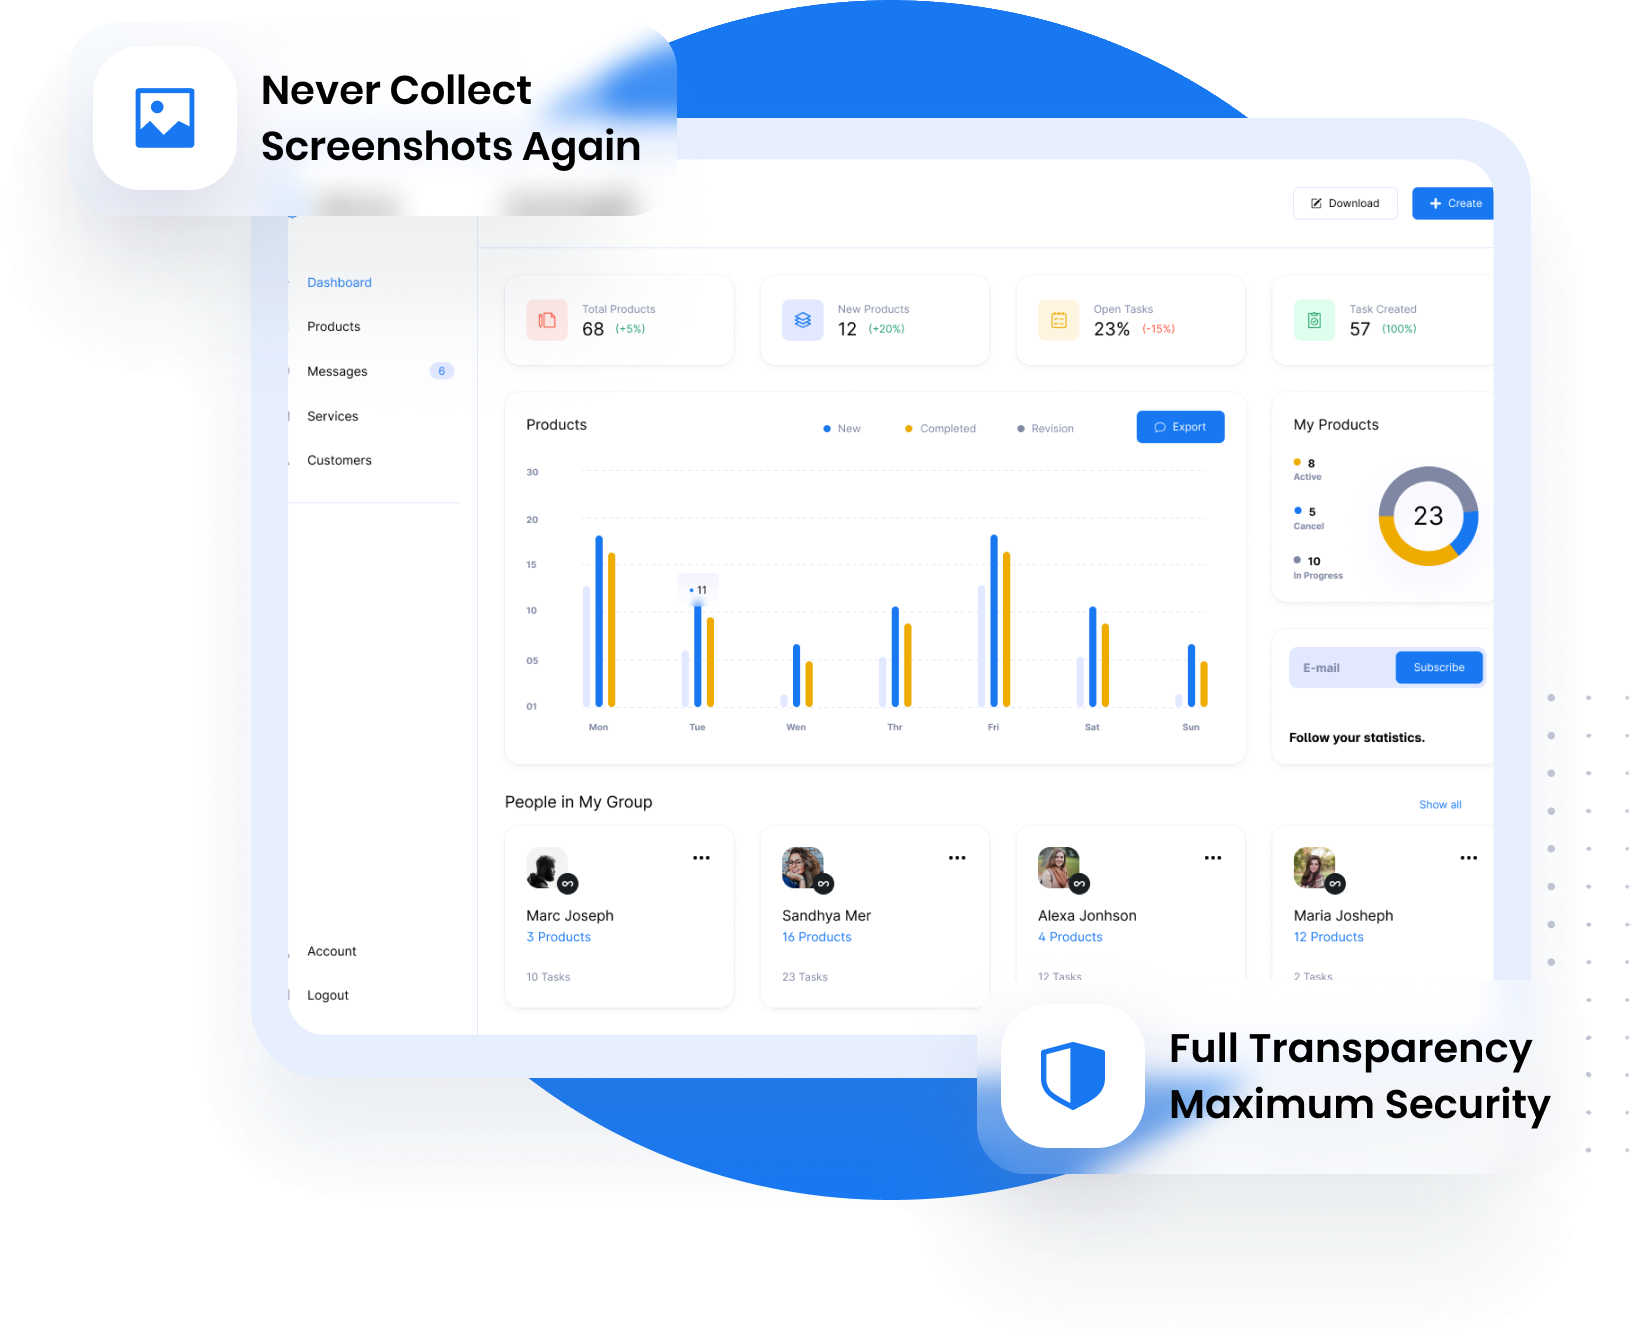 Never Collect
Screenshots Again
Download
Create
Dashboard
Products
Messages
6
Services
Customers
Account
Logout
Total Products
68 (+5%)
New Products
12 (+20%)
Open Tasks
23% (-15%)
Task Created
57 (100%)
Products
New
Completed
Revision
Export
30
20
15
10
05
01
11
Mon
Tue
Wen
Thr
Fri
Sat
Sun
My Products
8
Active
5
Cancel
10
In Progress
23
E-mail
Subscribe
Follow your statistics.
People in My Group
Show all
Marc Joseph
3 Products
10 Tasks
Sandhya Mer
16 Products
23 Tasks
Alexa Jonhson
4 Products
12 Tasks
Maria Josheph
12 Products
2 Tasks
Full Transparency
Maximum Security